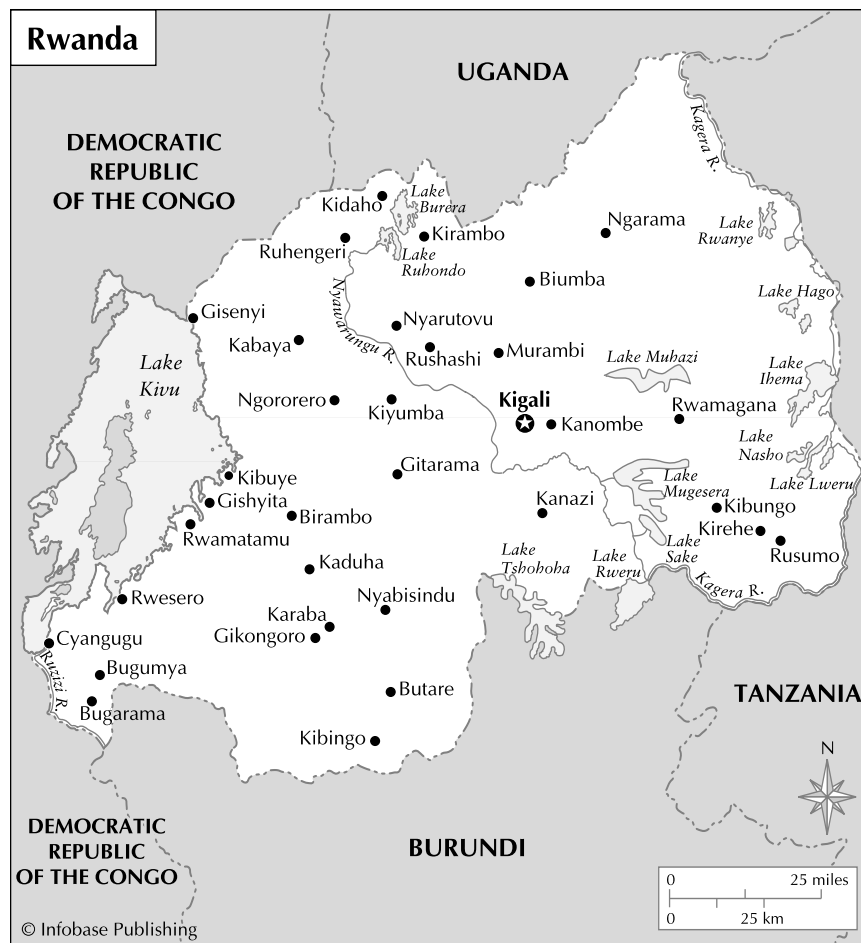 Rwanda
UGANDA
DEMOCRATIC
REPUBLIC
OF THE CONGO
Kagera R.
Kidaho
Lake
Burera
Ngarama
Lake
Rwanye
Kirambo
Ruhengeri
Lake
Ruhondo
Biumba
Nyawarungu R.
Lake Hago
Gisenyi
Nyarutovu
Kabaya
Rushashi
Murambi
Lake Muhazi
Lake
Kivu
Lake
Ihema
Ngororero
Kiyumba
Kigali
Rwamagana
Kanombe
Lake
Nasho
Gitarama
Kibuye
Lake
Mugesera
Lake Lweru
Gishyita
Kanazi
Kibungo
Birambo
Rwamatamu
Kirehe
Lake
Sake
Rusumo
Lake
Tshohoha
Lake
Rweru
Kaduha
Kagera R.
Rwesero
Nyabisindu
Karaba
Gikongoro
Cyangugu
Ruzizi R.
Bugumya
Butare
TANZANIA
Bugarama
Kibingo
N
DEMOCRATIC
REPUBLIC
OF THE CONGO
BURUNDI
0 25 miles
0 25 km
© Infobase Publishing